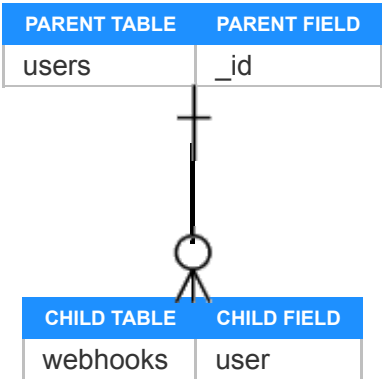 PARENT TABLE PARENT FIELD
users _id
CHILD TABLE CHILD FIELD
webhooks user